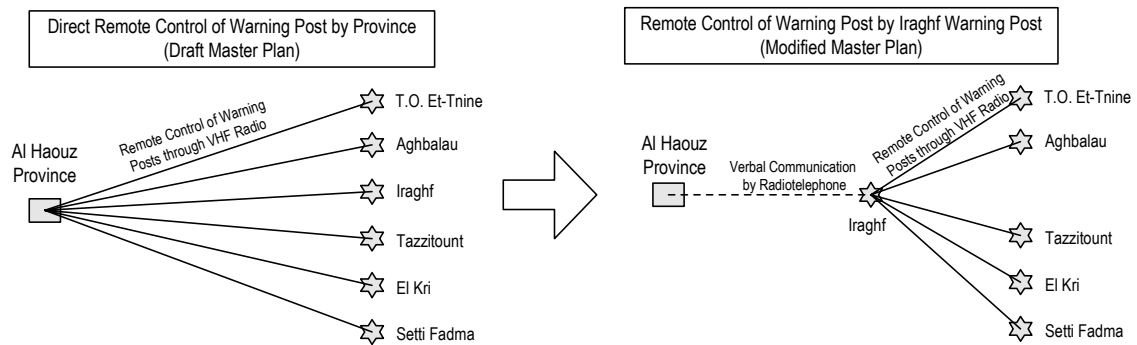 Direct Remote Control of Warning Post by Province
(Draft Master Plan)
Remote Control of Warning
Posts through VHF Radio
Al Haouz
Province
T.O. Et-Tnine
Aghbalau
Iraghf
Tazzitount
El Kri
Setti Fadma
Remote Control of Warning Post by Iraghf Warning Post
(Modified Master Plan)
Al Haouz
Province
Verbal Communication
by Radiotelephone
Remote Control of Warning
Posts through VHF Radio
Iraghf
T.O. Et-Tnine
Aghbalau
Tazzitount
El Kri
Setti Fadma